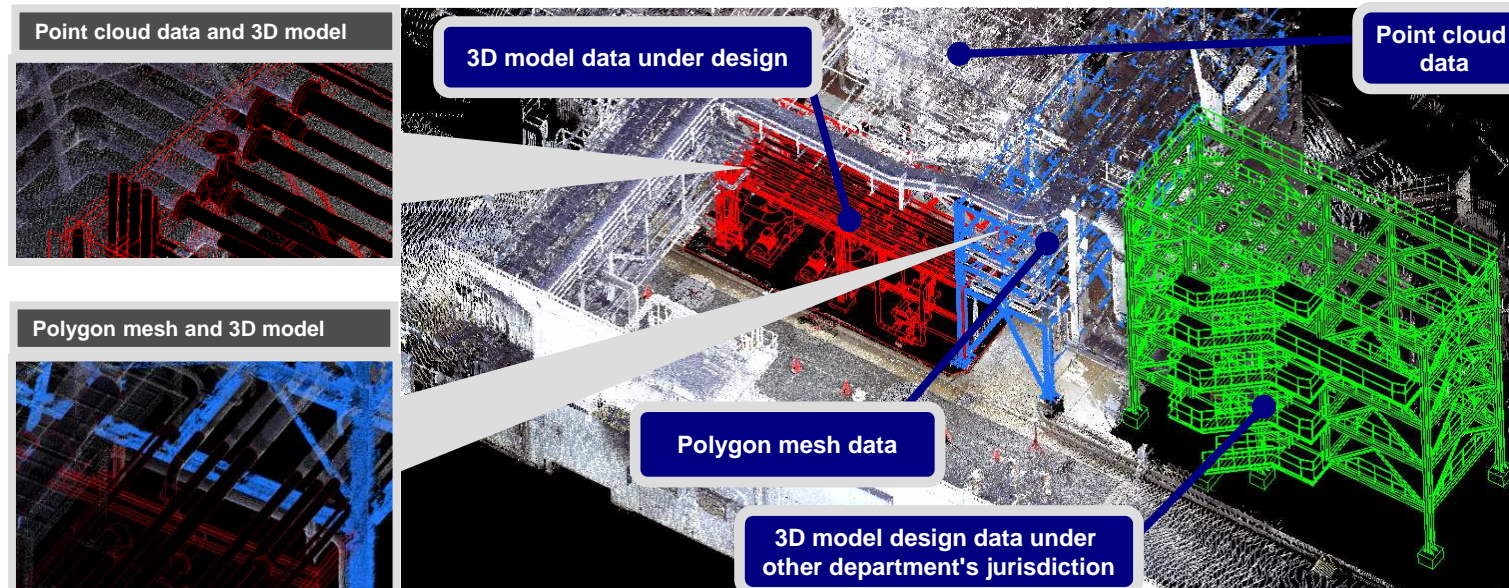 Point cloud data and 3D model
3D model data under design
Point cloud
data
Polygon mesh and 3D model
Polygon mesh data
3D model design data under
other department's jurisdiction